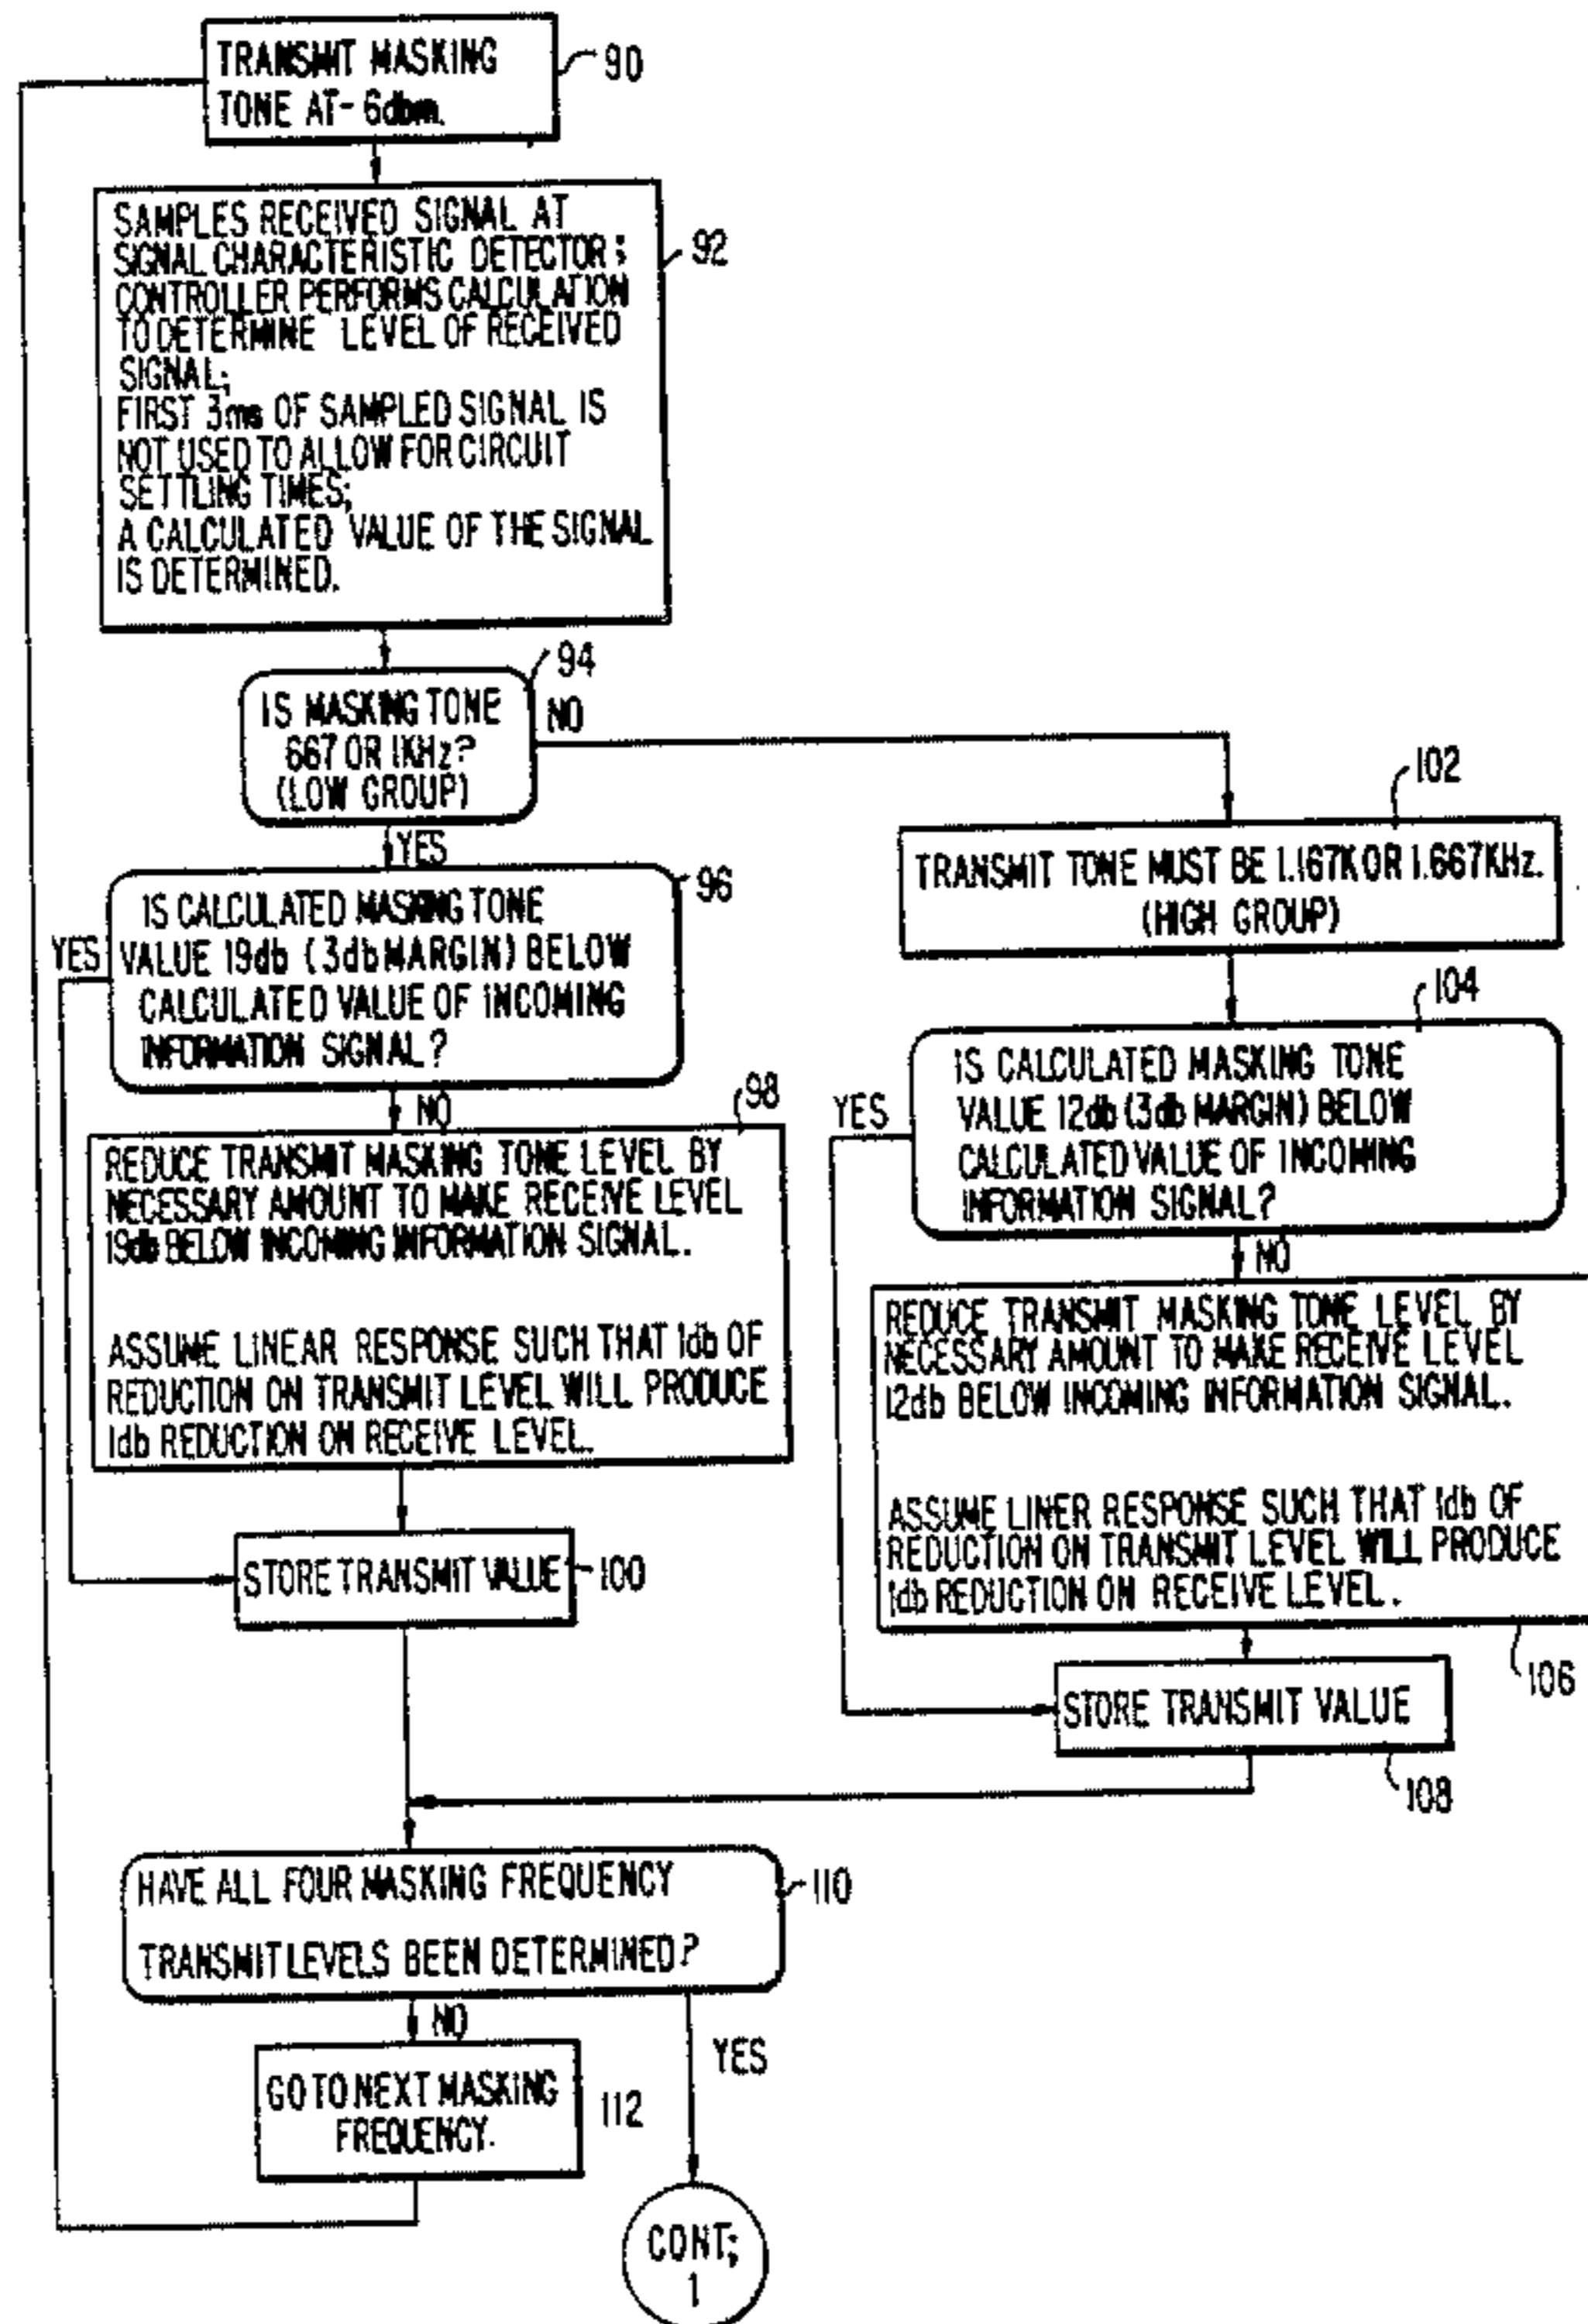 TRANSMIT MASKING
TONE AT- 6dbm.
90
SAMPLES RECEIVED SIGNAL AT
SIGNAL CHARACTERISTIC DETECTOR;
CONTROLLER PERFORMS CALCULATION
TO DETERMINE LEVEL OF RECEIVED
SIGNAL;
FIRST 3ms OF SAMPLED SIGNAL IS
NOT USED TO ALLOW FOR CIRCUIT
SETTLING TIMES;
A CALCULATED VALUE OF THE SIGNAL
IS DETERMINED.
92
IS MASKING TONE
667 OR 1KHz?
(LOW GROUP)
94
NO
YES
IS CALCULATED MASKING TONE
VALUE 19db (3db MARGIN) BELOW
CALCULATED VALUE OF INCOMING
INFORMATION SIGNAL?
96
YES
NO
REDUCE TRANSMIT MASKING TONE LEVEL BY
NECESSARY AMOUNT TO MAKE RECEIVE LEVEL
19db BELOW INCOMING INFORMATION SIGNAL.
ASSUME LINEAR RESPONSE SUCH THAT 1db OF
REDUCTION ON TRANSMIT LEVEL WILL PRODUCE
1db REDUCTION ON RECEIVE LEVEL.
98
STORE TRANSMIT VALUE
100
102
TRANSMIT TONE MUST BE 1.167K OR 1.667KHz.
(HIGH GROUP)
104
IS CALCULATED MASKING TONE
VALUE 12db (3db MARGIN) BELOW
CALCULATED VALUE OF INCOMING
INFORMATION SIGNAL?
YES
NO
REDUCE TRANSMIT MASKING TONE LEVEL BY
NECESSARY AMOUNT TO MAKE RECEIVE LEVEL
12db BELOW INCOMING INFORMATION SIGNAL.
ASSUME LINER RESPONSE SUCH THAT 1db OF
REDUCTION ON TRANSMIT LEVEL WILL PRODUCE
1db REDUCTION ON RECEIVE LEVEL.
106
STORE TRANSMIT VALUE
108
HAVE ALL FOUR MASKING FREQUENCY
TRANSMIT LEVELS BEEN DETERMINED?
110
NO
YES
GO TO NEXT MASKING
FREQUENCY.
112
CONT;
1